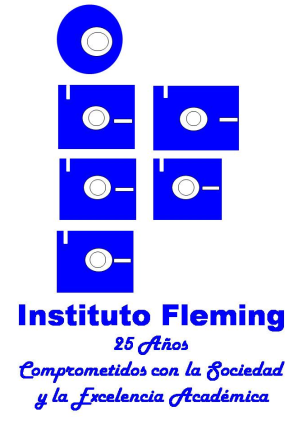 Instituto Fleming
25 Años
Comprometidos con la Sociedad
y la Excelencia Académica